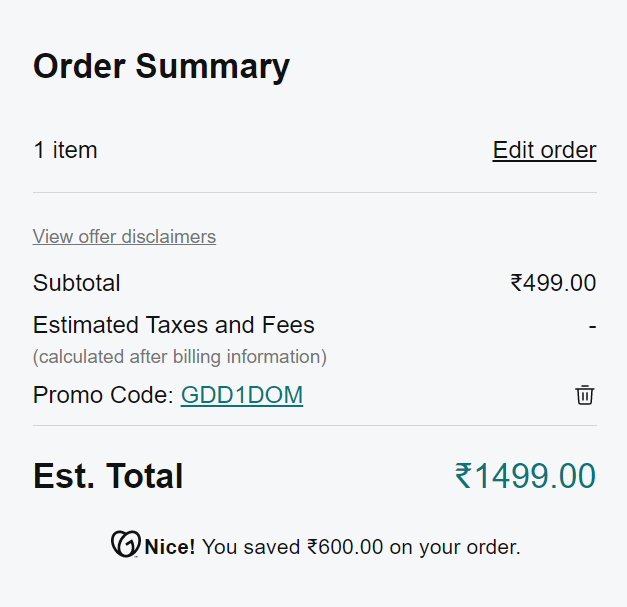 Order Summary
1 item Edit order
View offer disclaimers
Subtotal ₹499.00
Estimated Taxes and Fees -
(calculated after billing information)
Promo Code: GDD1DOM
Est. Total ₹1499.00
Nice! You saved ₹600.00 on your order.